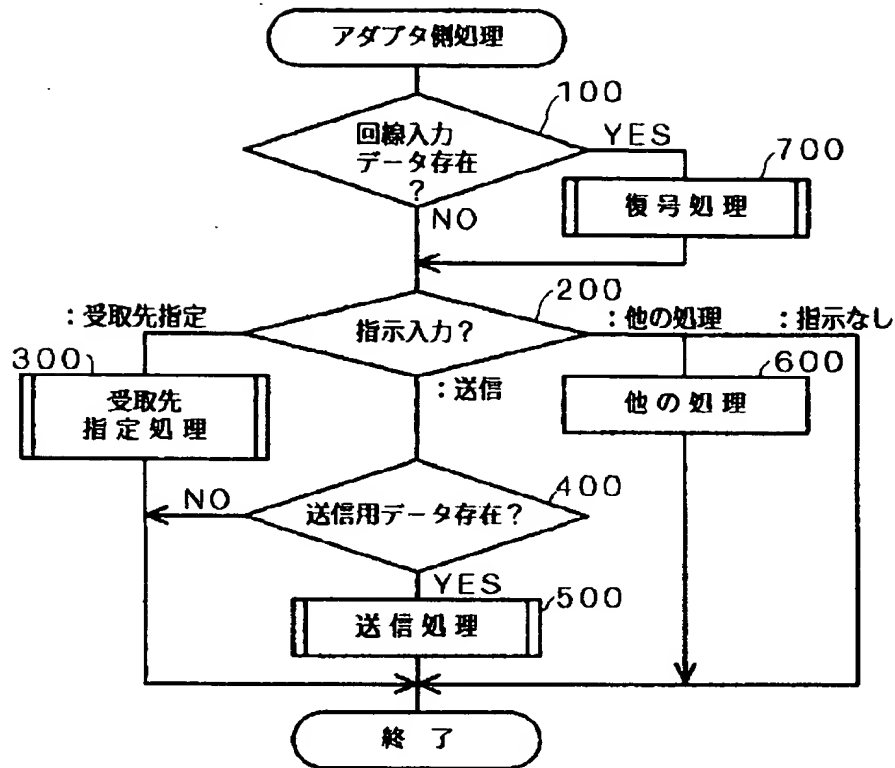 アダプタ側処理
100
回線入力
データ存在
?
YES
700
復号処理
NO
200
:受取先指定
指示入力?
:他の処理
:指示なし
300
受取先
指定処理
:送信
600
他の処理
NO
送信用データ存在?
400
YES
送信処理
500
終了